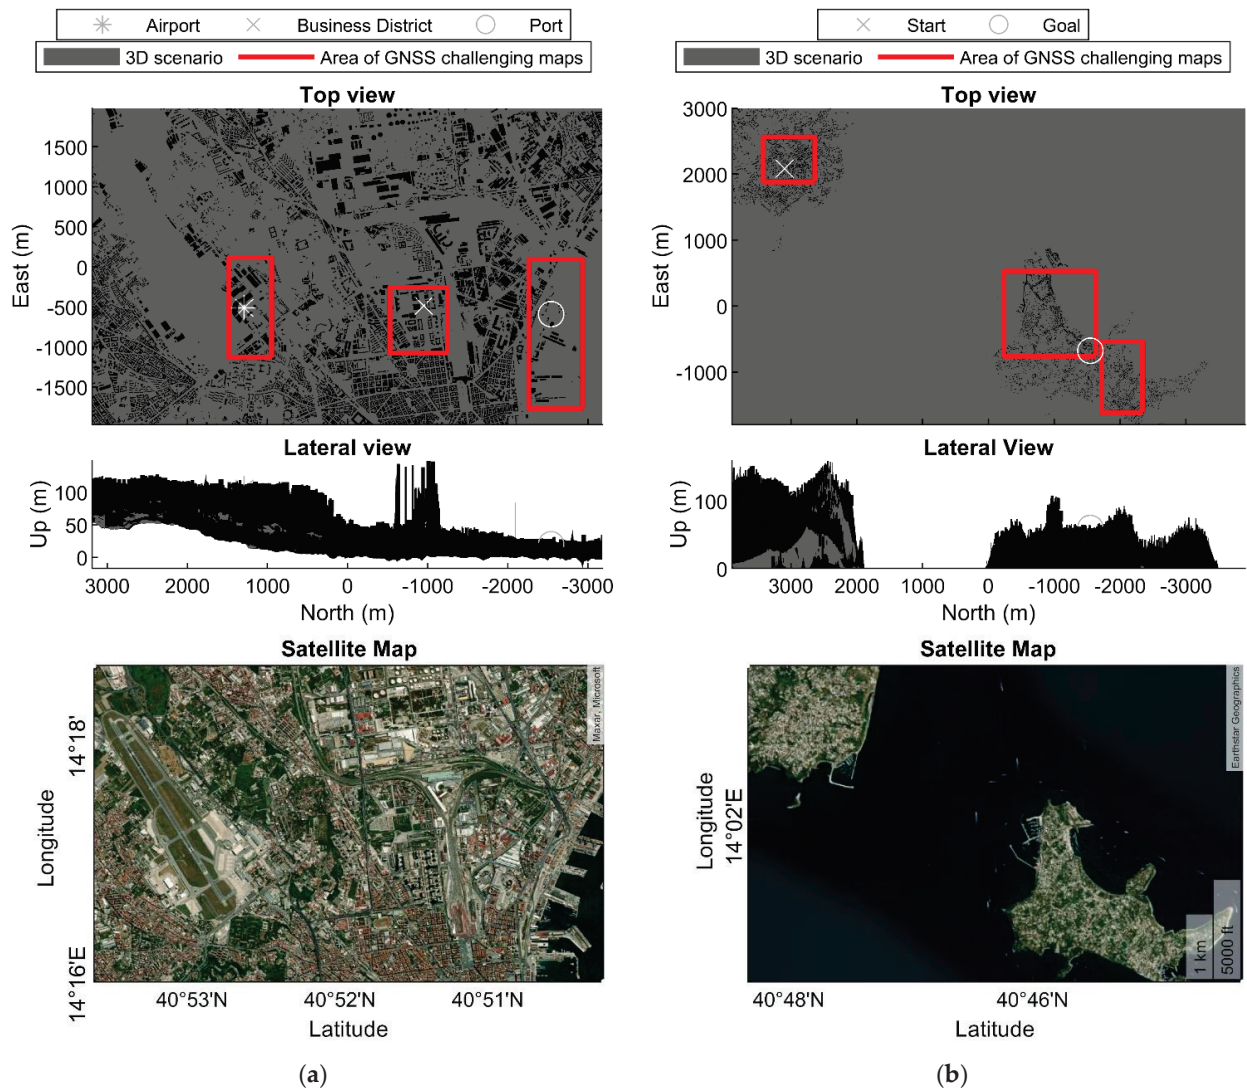 Airport Business District Port
3D scenario Area of GNSS challenging maps
Top view
1500
1000
500
0
-500
-1000
-1500
East (m)
Lateral view
100
50
0
Up (m)
3000 2000 1000 0 -1000 -2000 -3000
North (m)
Satellite Map
Maxar, Microsoft
14°18'
14°16'E
Longitude
40°53'N 40°52'N 40°51'N
Latitude
(a)
Start Goal
3D scenario Area of GNSS challenging maps
Top view
3000
2000
1000
0
-1000
East (m)
Lateral View
100
0
Up (m)
3000 2000 1000 0 -1000 -2000 -3000
North (m)
Satellite Map
Earthstar Geographics
14°02'E
Longitude
1 km
5000 ft
40°48'N 40°46'N
Latitude
(b)